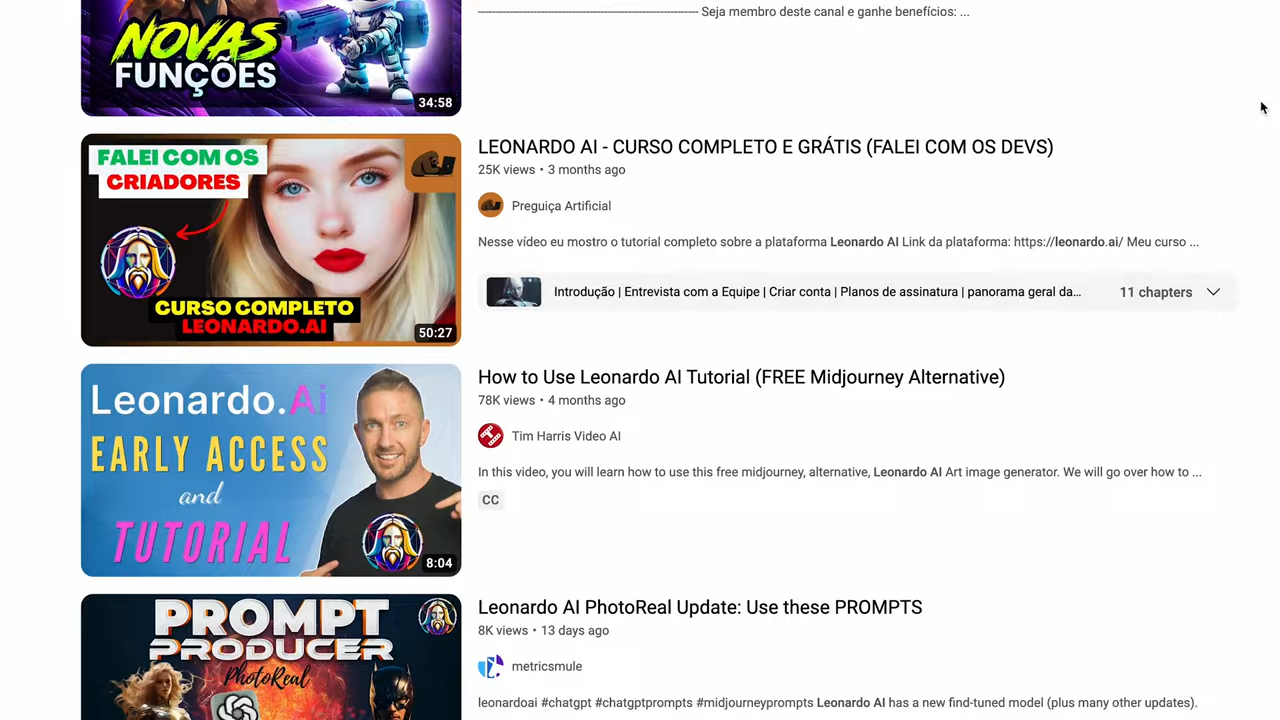 ---------------------------------------------------------- Seja membro deste canal e ganhe benefícios: ...
NOVAS
FUNÇÕES
34:58
FALEI COM OS
CRIADORES
CURSO COMPLETO
LEONARDO.AI
50:27
LEONARDO AI - CURSO COMPLETO E GRÁTIS (FALEI COM OS DEVS)
25K views • 3 months ago
Preguiça Artificial
Nesse vídeo eu mostro o tutorial completo sobre a plataforma Leonardo AI Link da plataforma: https://leonardo.ai/ Meu curso ...
Introdução | Entrevista com a Equipe | Criar conta | Planos de assinatura | panorama geral da...
11 chapters
Leonardo.Ai
EARLY ACCESS
and
TUTORIAL
8:04
How to Use Leonardo AI Tutorial (FREE Midjourney Alternative)
78K views • 4 months ago
Tim Harris Video AI
In this video, you will learn how to use this free midjourney, alternative, Leonardo AI Art image generator. We will go over how to ...
CC
PROMPT
PRODUCER
PhotoReal
Leonardo AI PhotoReal Update: Use these PROMPTS
8K views • 13 days ago
metricsmule
leonardoai #chatgpt #chatgptprompts #midjourneyprompts Leonardo AI has a new find-tuned model (plus many other updates).